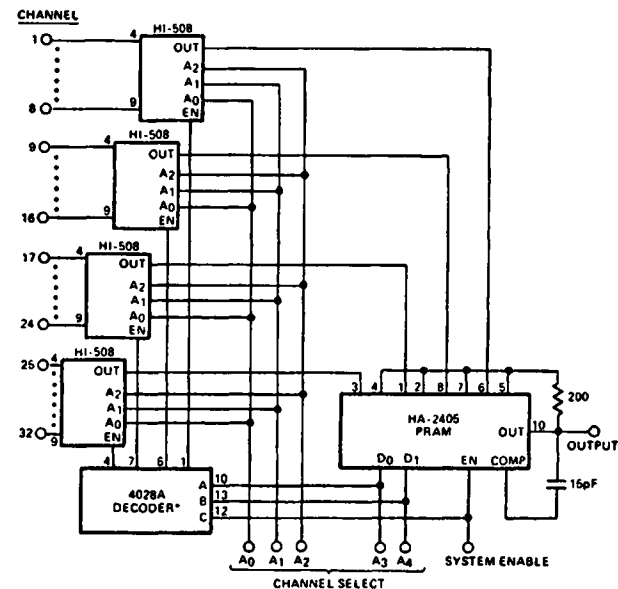 CHANNEL
1
8
4
9
HI-508
OUT
A2
A1
A0
EN
9
16
4
9
HI-508
OUT
A2
A1
A0
EN
17
24
4
9
HI-508
OUT
A2
A1
A0
EN
25
32
4
9
HI-508
OUT
A2
A1
A0
EN
4 7 6 1
4028A
DECODER*
A 10
B 13
C 12
3 4 1 2 8 7 6 5
HA-2405
PRAM
OUT 10
D0 D1 EN COMP
200
OUTPUT
15pF
A0 A1 A2 A3 A4
SYSTEM ENABLE
CHANNEL SELECT